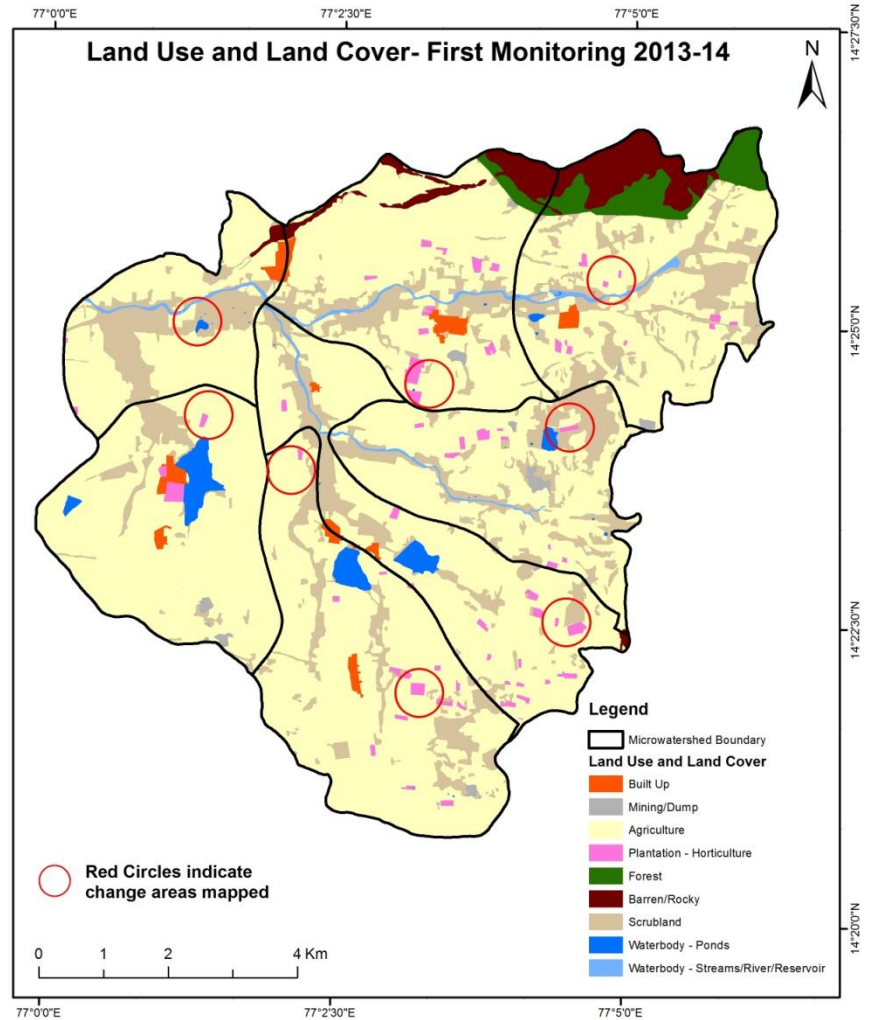 77°0'0"E 77°2'30"E 77°5'0"E
14°27'30"N
Land Use and Land Cover- First Monitoring 2013-14
N
14°25'0"N
14°22'30"N
Legend
Microwatershed Boundary
Land Use and Land Cover
Built Up
Mining/Dump
Agriculture
Plantation - Horticulture
Forest
Barren/Rocky
Scrubland
Waterbody - Ponds
Waterbody - Streams/River/Reservoir
Red Circles indicate
change areas mapped
14°20'0"N
0 1 2 4 Km
77°0'0"E 77°2'30"E 77°5'0"E